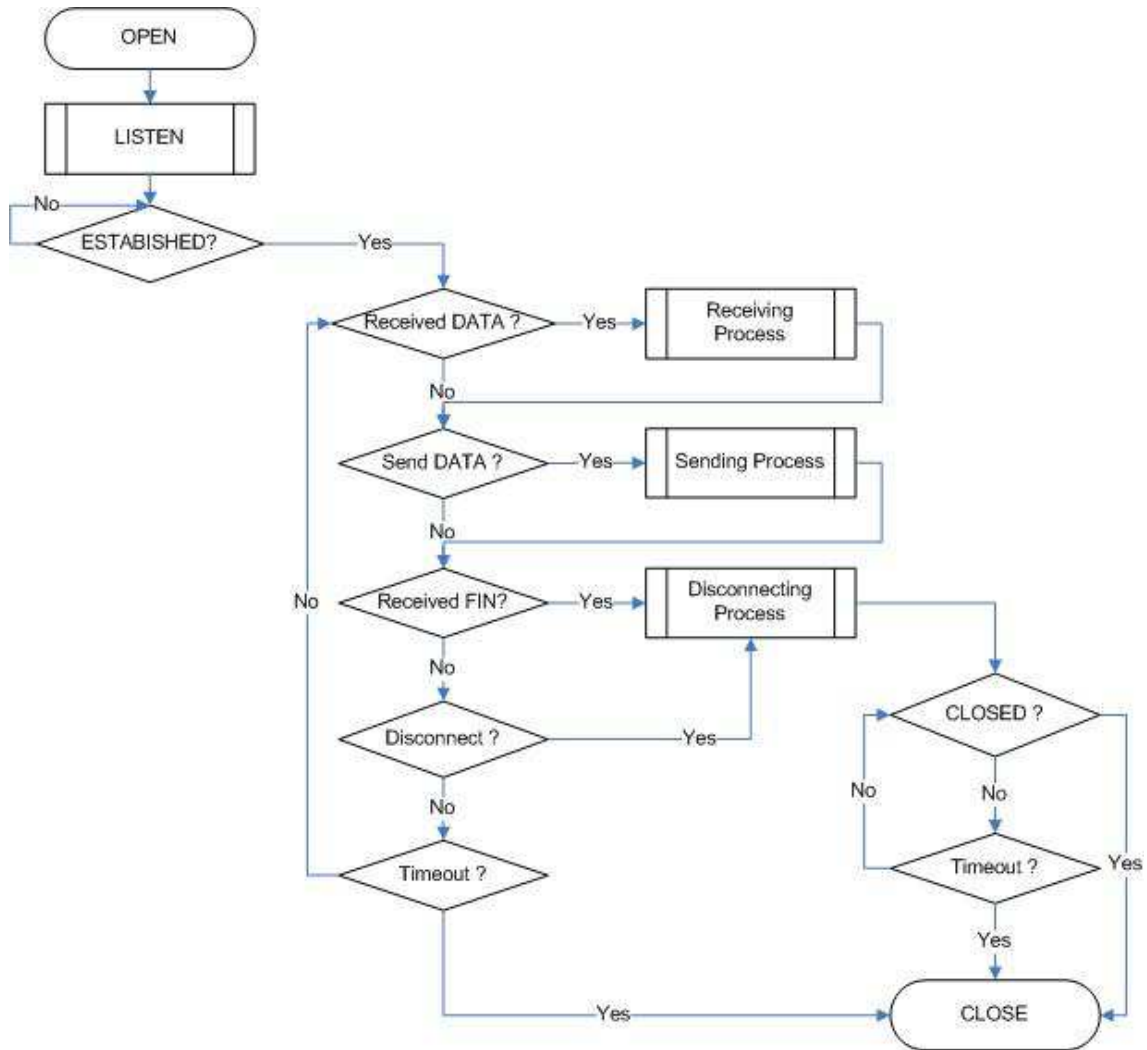 OPEN
LISTEN
No
ESTABISHED?
Yes
Received DATA ?
Yes
Receiving
Process
No
Send DATA ?
Yes
Sending Process
No
No
Received FIN?
Yes
Disconnecting
Process
No
Disconnect ?
Yes
CLOSED ?
No
No
No
Timeout ?
Timeout ?
Yes
Yes
Yes
CLOSE